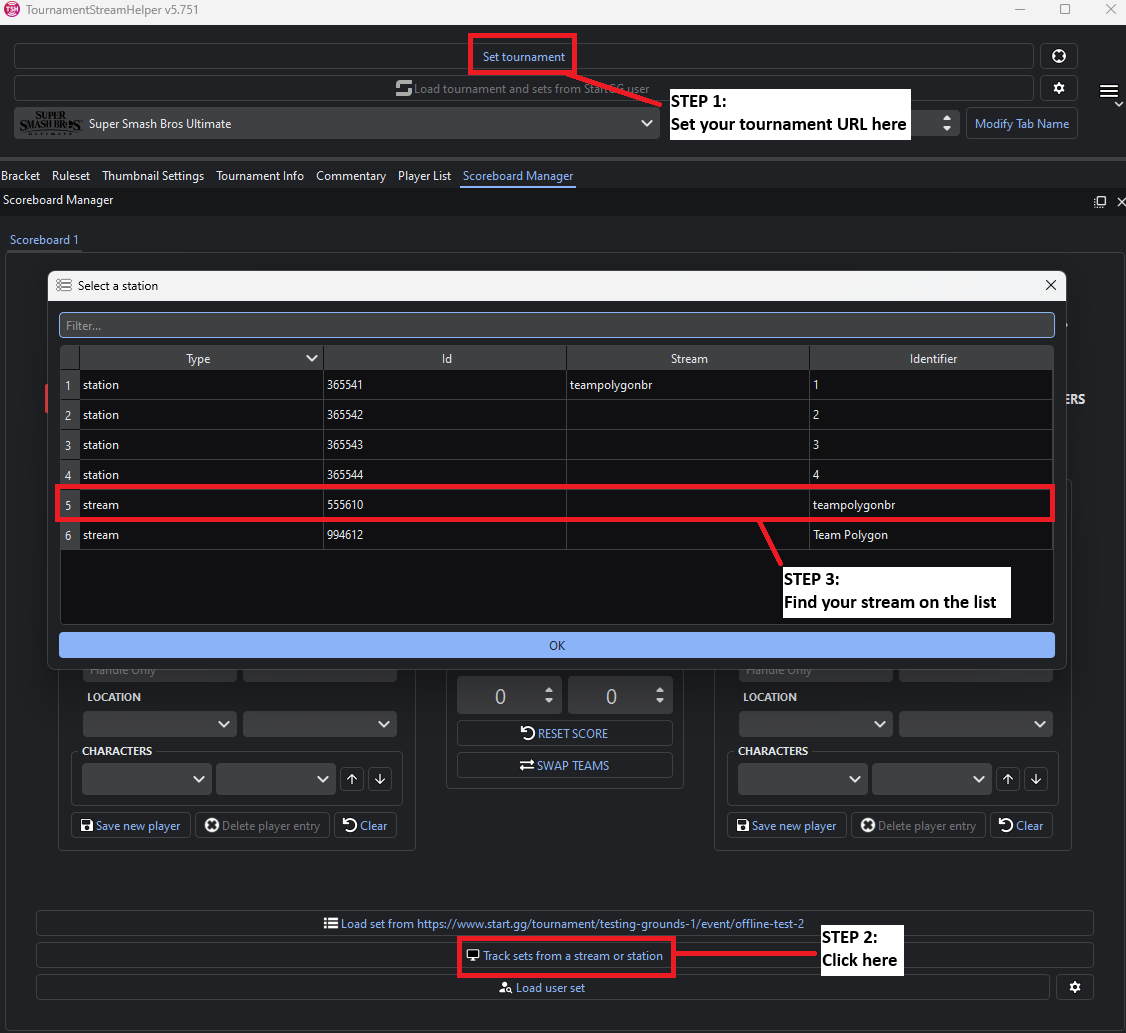 TSH TournamentStreamHelper v5.751
Set tournament
Load tournament and sets from StartGG user
STEP 1:
Set your tournament URL here
SUPER SMASH BROS. ULTIMATE
Super Smash Bros Ultimate
Modify Tab Name
Bracket Ruleset Thumbnail Settings Tournament Info Commentary Player List Scoreboard Manager
Scoreboard Manager
Scoreboard 1
Select a station
Filter...
Type Id Stream Identifier
1 station 365541 teampolygonbr 1
ERS
2 station 365542 2
3 station 365543 3
4 station 365544 4
5 stream 555610 teampolygonbr
6 stream 994612 Team Polygon
STEP 3:
Find your stream on the list
OK
Handle Only Handle Only
LOCATION 0 0 LOCATION
RESET SCORE
CHARACTERS CHARACTERS
SWAP TEAMS
Save new player Delete player entry Clear Save new player Delete player entry Clear
Load set from https://www.start.gg/tournament/testing-grounds-1/event/offline-test-2
STEP 2:
Click here
Track sets from a stream or station
Load user set